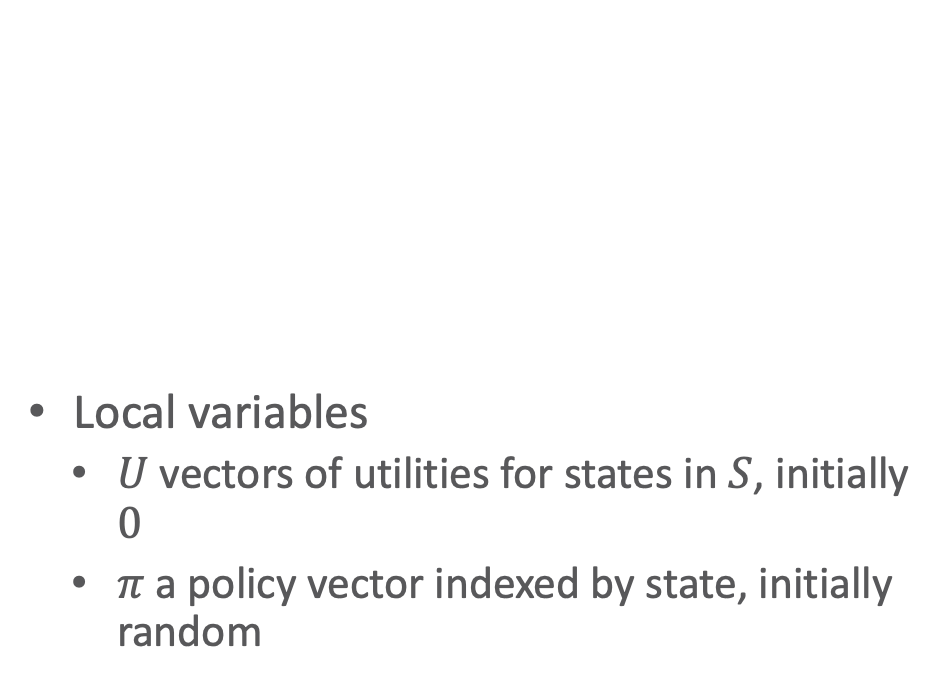 • Local variables
• U vectors of utilities for states in S, initially
0
• π a policy vector indexed by state, initially
random